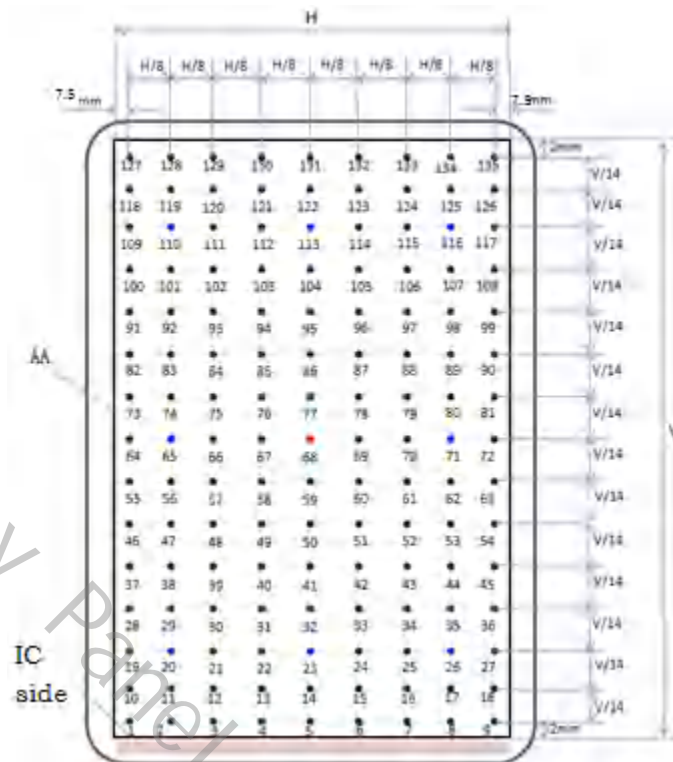 H
H/8 H/8 H/8 H/8 H/8 H/8 H/8 H/8
7.5 mm
2mm
127 128 129 130 131 132 133 134 135
V/14
118 119 120 121 122 123 124 125 126
V/14
109 110 111 112 113 114 115 116 117
V/14
100 101 102 103 104 105 106 107 108
V/14
91 92 93 94 95 96 97 98 99
V/14
AA
82 83 84 85 86 87 88 89 90
V/14
73 74 75 76 77 78 79 80 81
V/14
64 65 66 67 68 69 70 71 72
V/14
55 56 57 58 59 60 61 62 63
V/14
46 47 48 49 50 51 52 53 54
V/14
37 38 39 40 41 42 43 44 45
V/14
28 29 30 31 32 33 34 35 36
V/14
19 20 21 22 23 24 25 26 27
V/14
10 11 12 13 14 15 16 17 18
V/14
1 2 3 4 5 6 7 8 9
2mm
IC
side
Panel